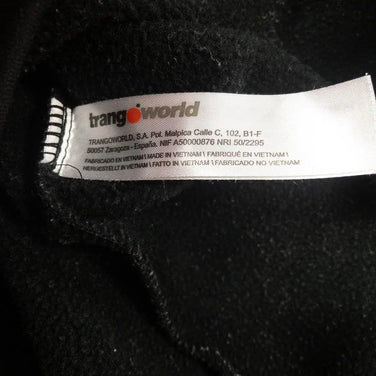 trangoworld
TRANGOWORLD, S.A. Pol. Malpica Calle C, 102, B1-F
50057 Zaragoza - España. NIF A50000876 NRI 50/2295
FABRICADO EN VIETNAM \ MADE IN VIETNAM \ FABRIQUÉ EN VIETNAM \
HERGESTELLT IN VIETNAM \ FATTO IN VIETNAM \ FABRICADO NO VIETNAM